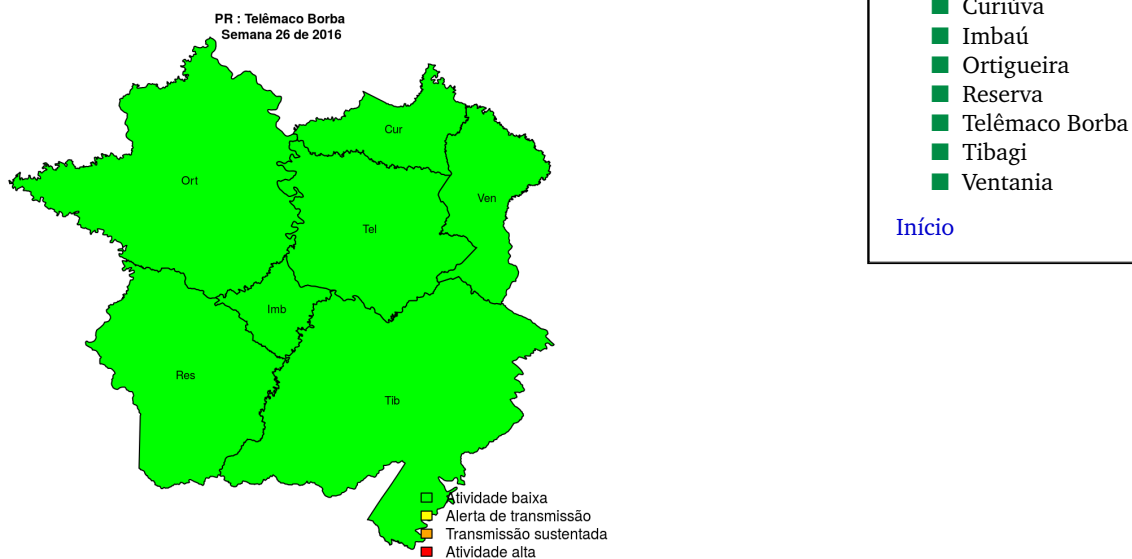 PR : Telêmaco Borba
Semana 26 de 2016
Cur
Ort
Ven
Tel
Imb
Res
Tib
Atividade baixa
Alerta de transmissão
Transmissão sustentada
Atividade alta
Curiúva
Imbaú
Ortigueira
Reserva
Telêmaco Borba
Tibagi
Ventania
Início